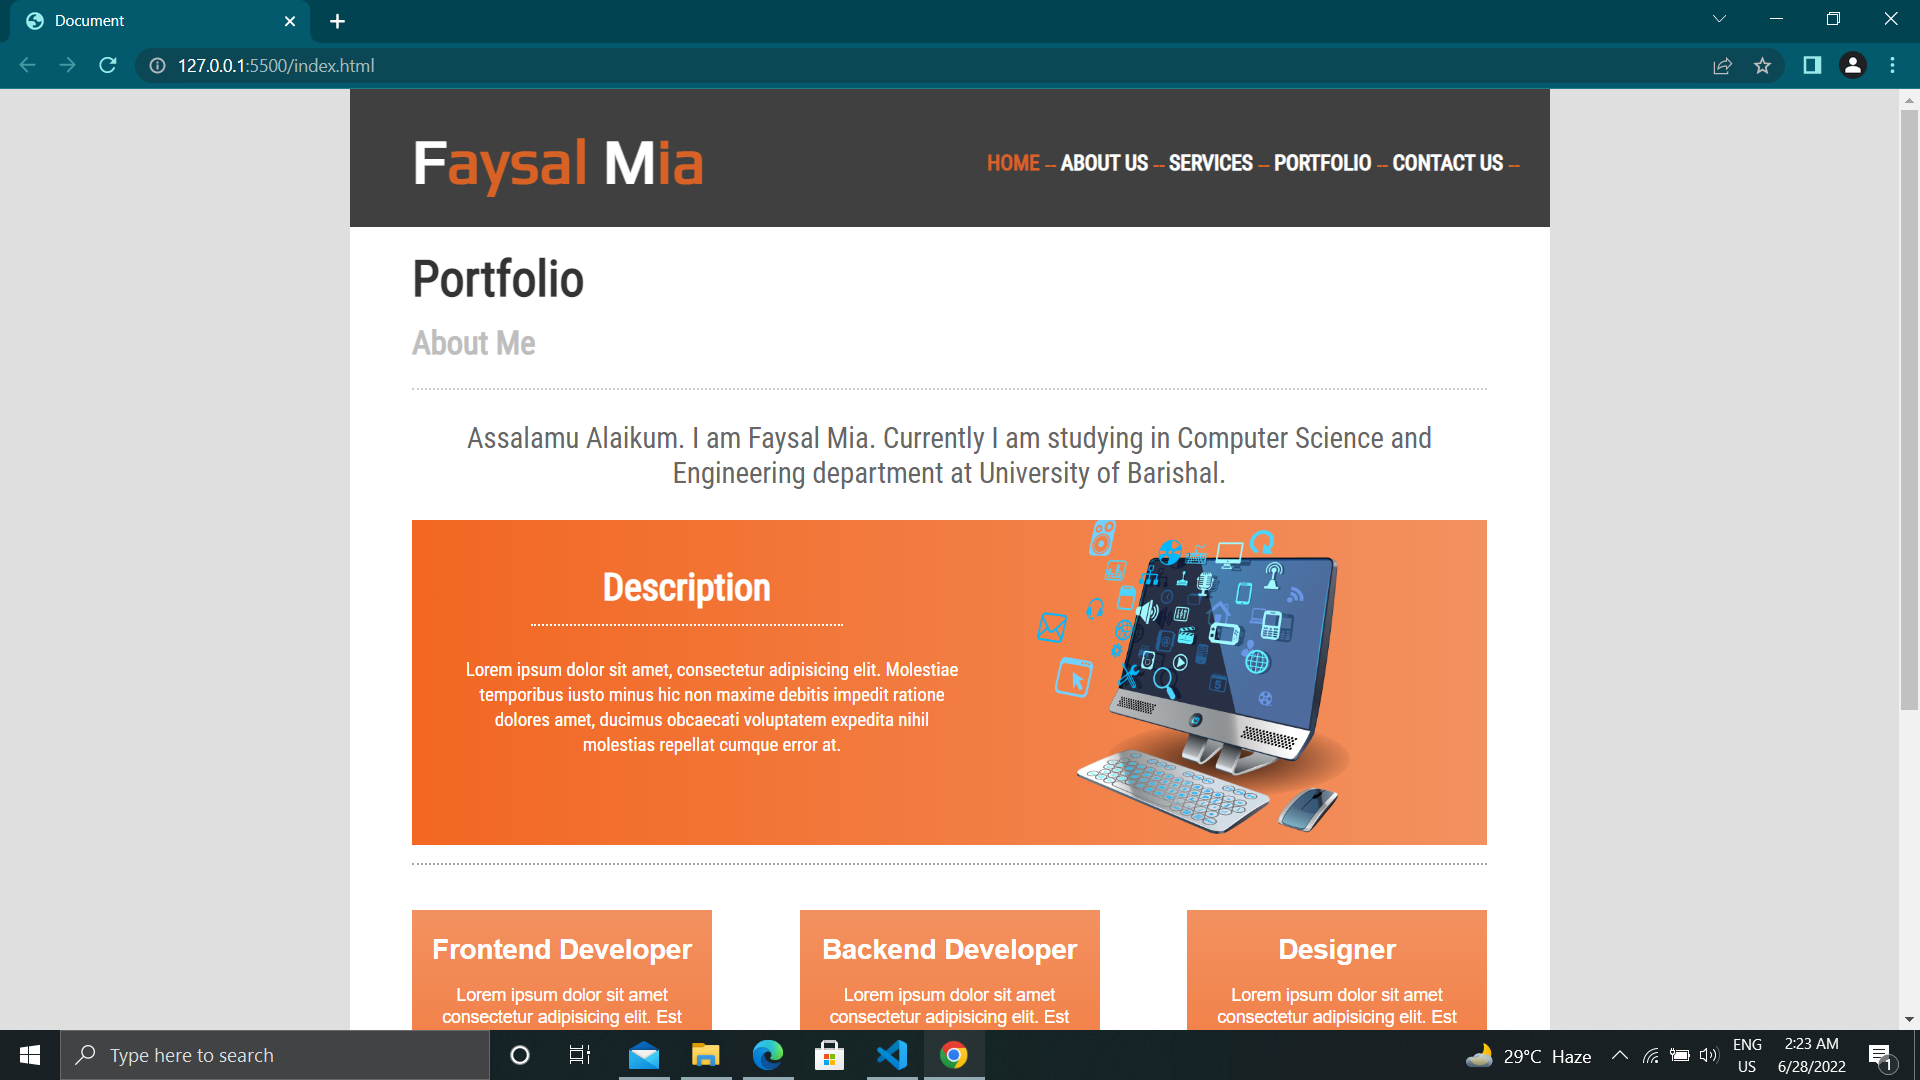 Document
127.0.0.1:5500/index.html
Faysal Mia
HOME -- ABOUT US -- SERVICES -- PORTFOLIO -- CONTACT US --
Portfolio
About Me
Assalamu Alaikum. I am Faysal Mia. Currently I am studying in Computer Science and
Engineering department at University of Barishal.
Description
Lorem ipsum dolor sit amet, consectetur adipisicing elit. Molestiae
temporibus iusto minus hic non maxime debitis impedit ratione
dolores amet, ducimus obcaecati voluptatem expedita nihil
molestias repellat cumque error at.
5
Frontend Developer
Lorem ipsum dolor sit amet
consectetur adipisicing elit. Est
Backend Developer
Lorem ipsum dolor sit amet
consectetur adipisicing elit. Est
Designer
Lorem ipsum dolor sit amet
consectetur adipisicing elit. Est
Type here to search
29°C Haze
ENG
US
2:23 AM
6/28/2022
1